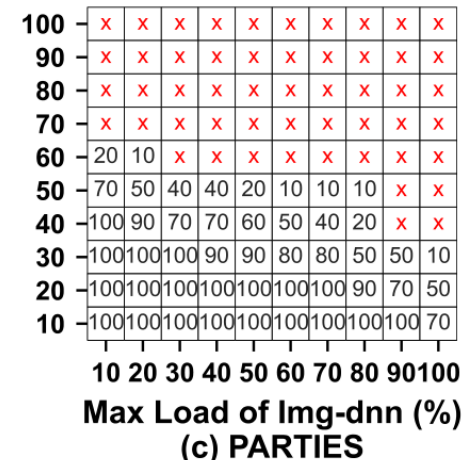 100 x x x x x x x x x x
90 x x x x x x x x x x
80 x x x x x x x x x x
70 x x x x x x x x x x
60 20 10 x x x x x x x x
50 70 50 40 40 20 10 10 10 x x
40 100 90 70 70 60 50 40 20 x x
30 100 100 100 90 90 80 80 50 50 10
20 100 100 100 100 100 100 100 90 70 50
10 100 100 100 100 100 100 100 100 100 70
10 20 30 40 50 60 70 80 90 100
Max Load of Img-dnn (%)
(c) PARTIES